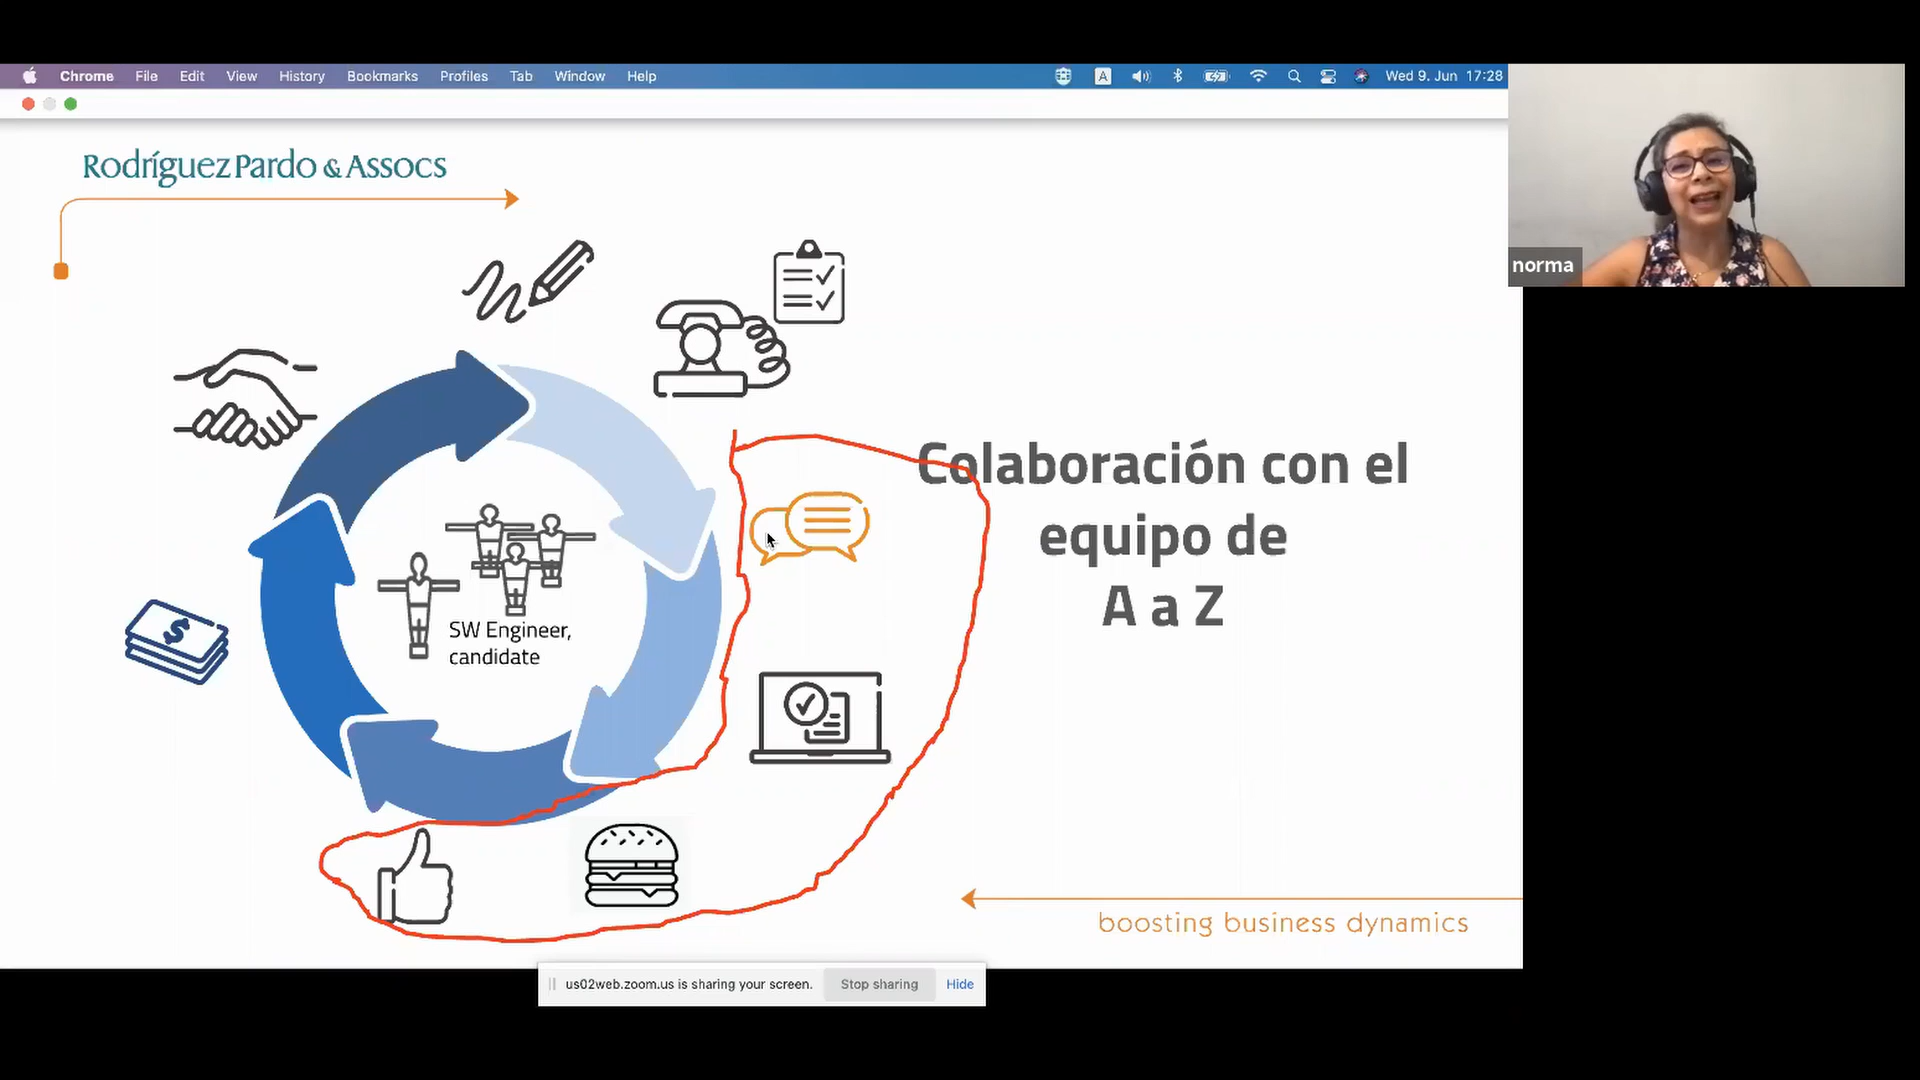 Chrome File Edit View History Bookmarks Profiles Tab Window Help
A
Wed 9. Jun 17:28
norma
Rodríguez Pardo & Assocs
Colaboración con el
equipo de
A a Z
$
SW Engineer,
candidate
boosting business dynamics
us02web.zoom.us is sharing your screen. Stop sharing Hide